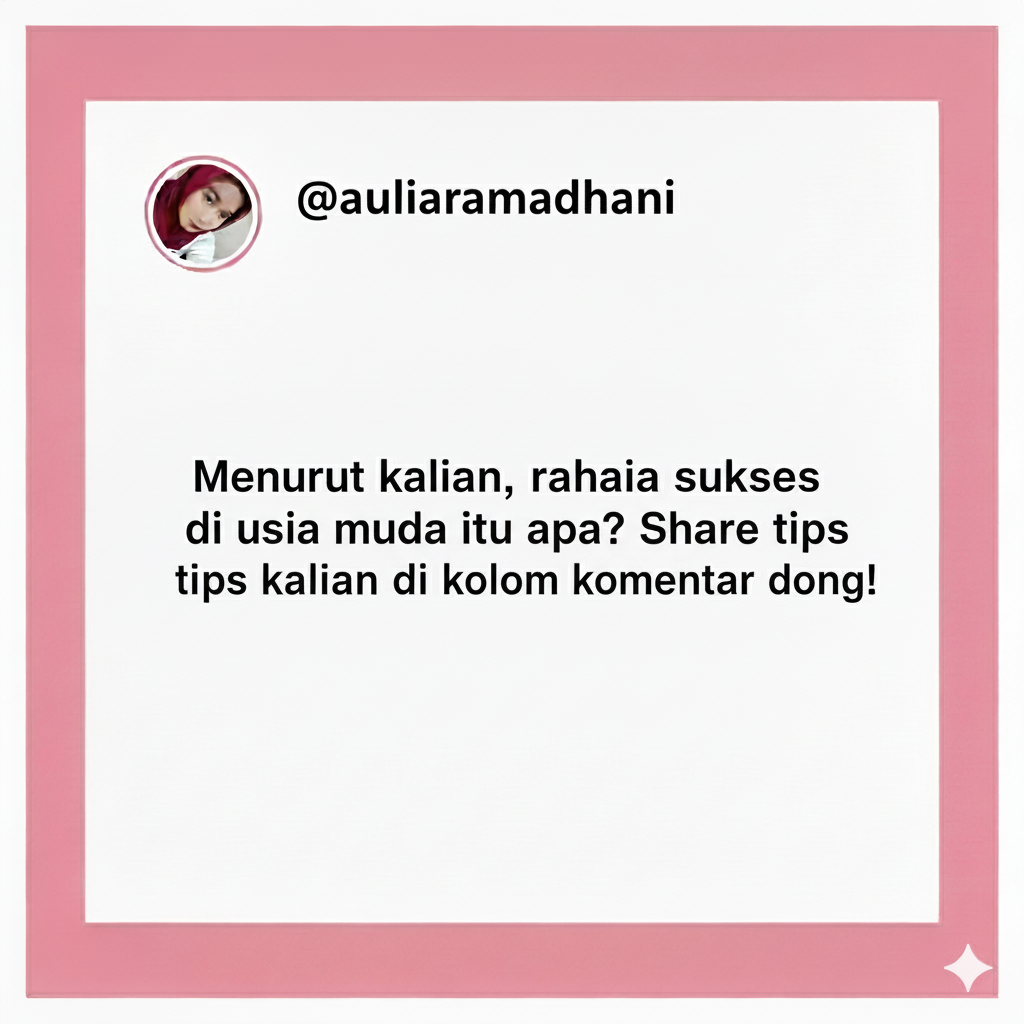 @auliaramadhani
Menurut kalian, rahaia sukses
di usia muda itu apa? Share tips
tips kalian di kolom komentar dong!